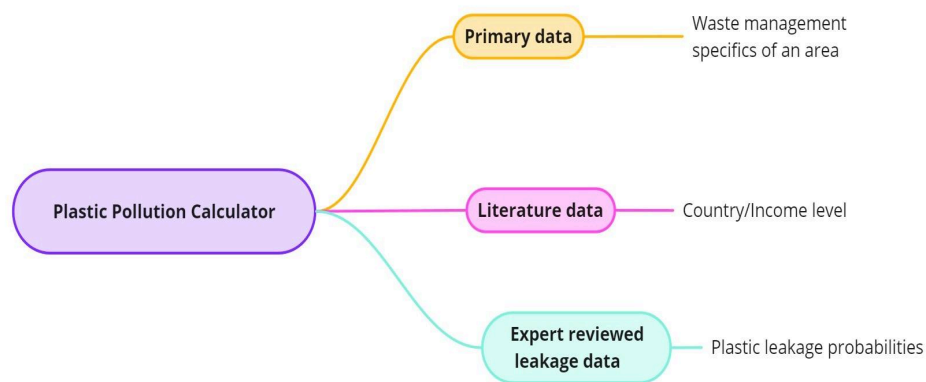 Primary data
Waste management
specifics of an area
Plastic Pollution Calculator
Literature data
Country/Income level
Expert reviewed
leakage data
Plastic leakage probabilities